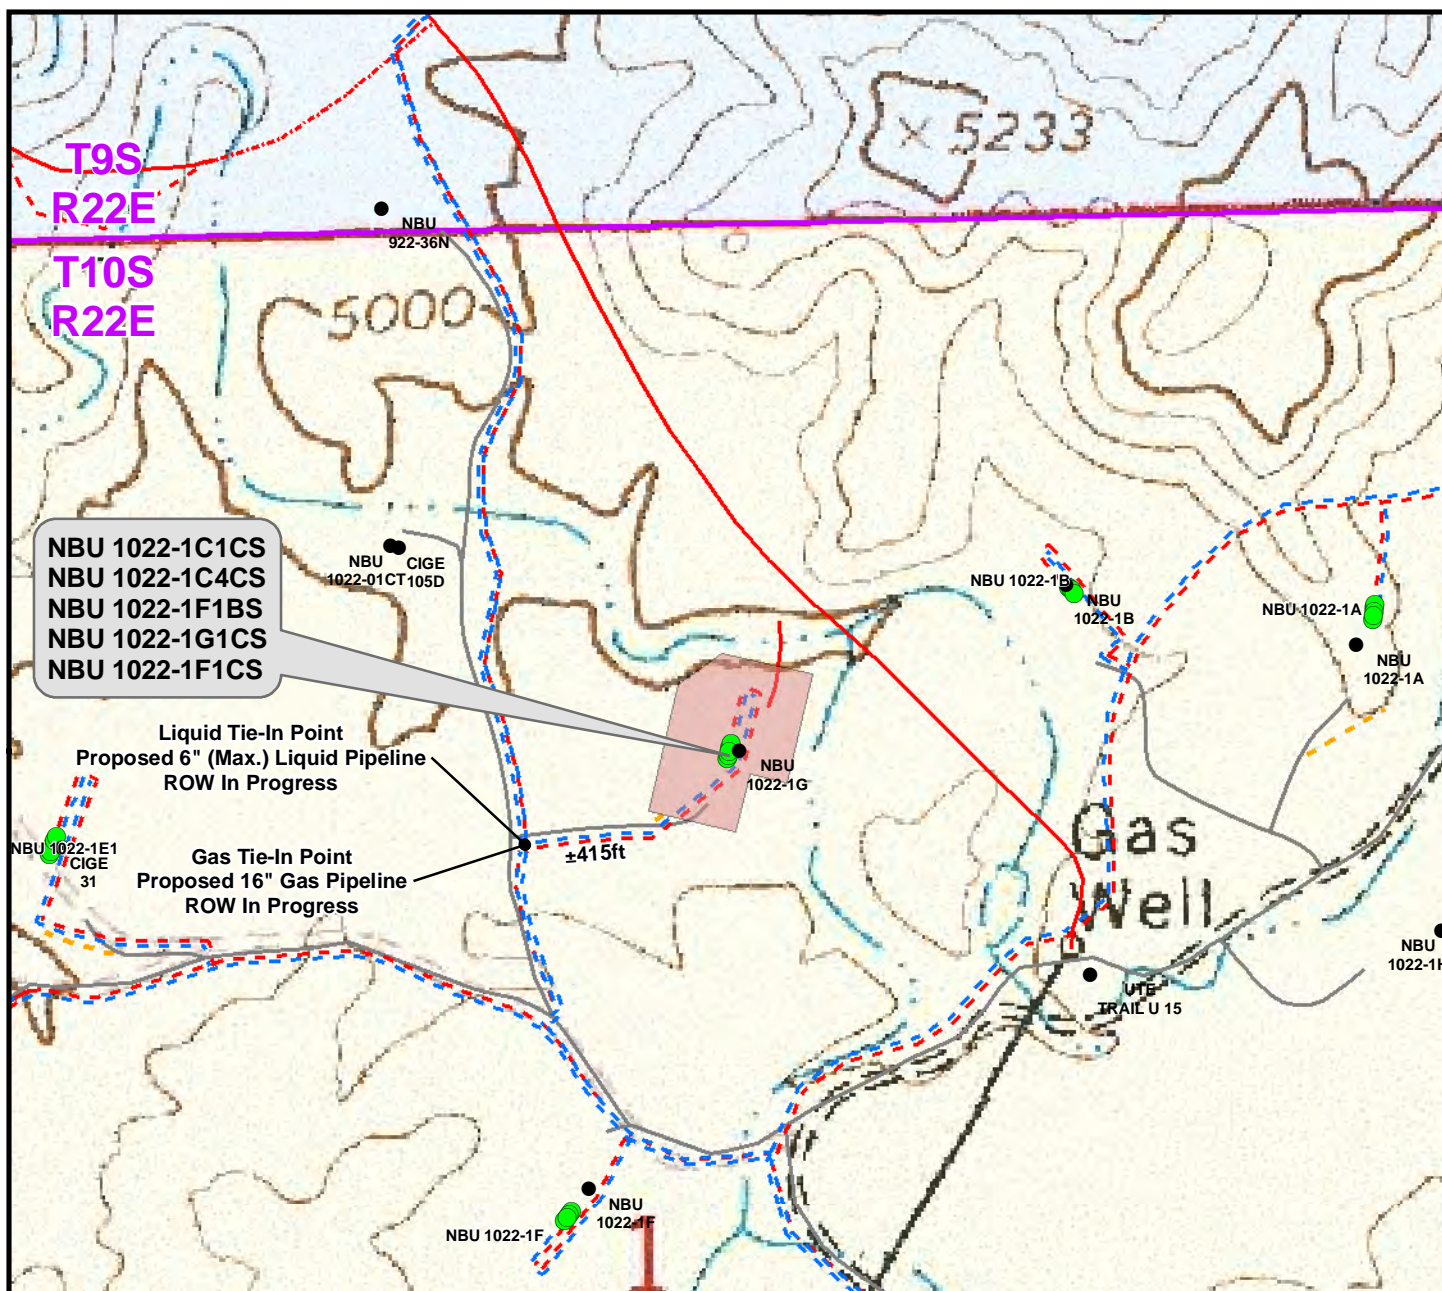 T9S
R22E
× 5233
NBU
922-36N
T10S
R22E
5000
NBU 1022-1C1CS
NBU 1022-1C4CS
NBU 1022-1F1BS
NBU 1022-1G1CS
NBU 1022-1F1CS
NBU
1022-01CT
CIGE
105D
NBU 1022-1B
NBU
1022-1B
NBU 1022-1A
NBU
1022-1A
Liquid Tie-In Point
Proposed 6" (Max.) Liquid Pipeline
ROW In Progress
NBU
1022-1G
NBU 1022-1E1
CIGE
31
Gas Tie-In Point
Proposed 16" Gas Pipeline
ROW In Progress
±415ft
Gas
Well
NBU
1022-1H
UTE
TRAIL U 15
NBU
1022-1F
NBU 1022-1F
1